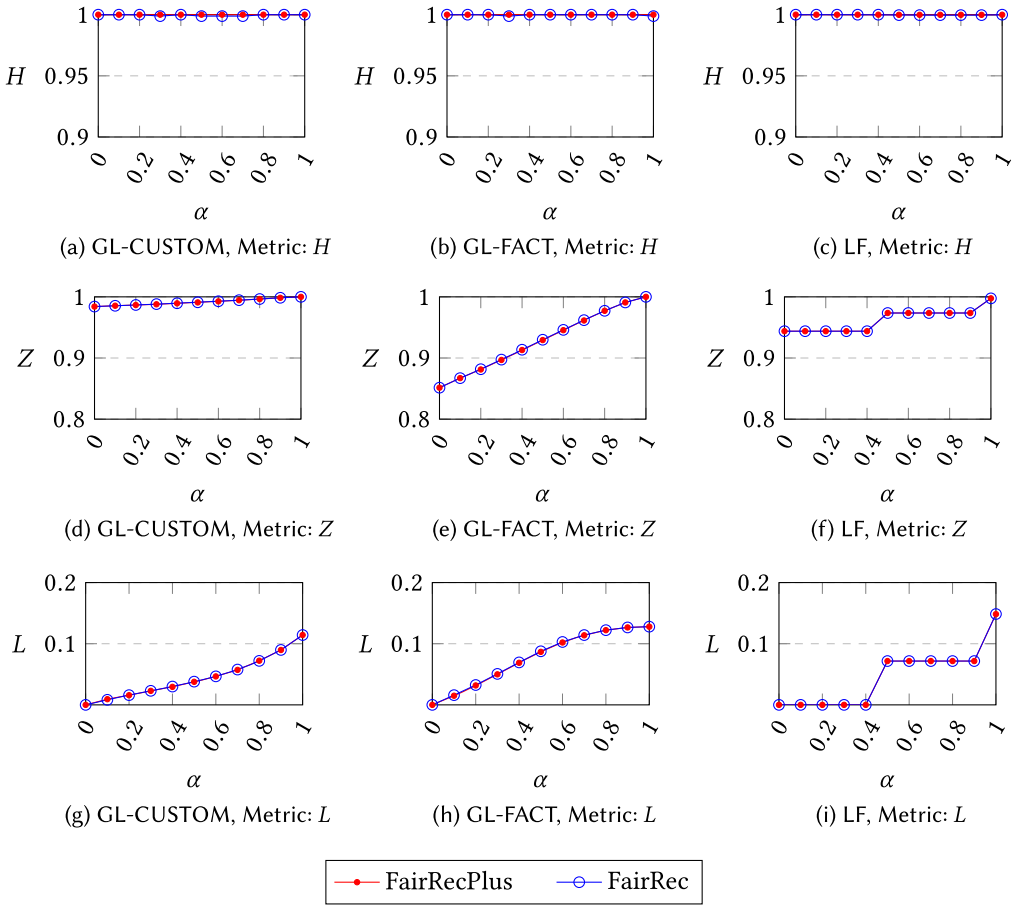 1 1 1
H 0.95 H 0.95 H 0.95
0.9 0.9 0.9
0 0.2 0.4 0.6 0.8 1 0 0.2 0.4 0.6 0.8 1 0 0.2 0.4 0.6 0.8 1
α α α
(a) GL-CUSTOM, Metric: H (b) GL-FACT, Metric: H (c) LF, Metric: H
1 1 1
Z 0.9 Z 0.9 Z 0.9
0.8 0.8 0.8
0 0.2 0.4 0.6 0.8 1 0 0.2 0.4 0.6 0.8 1 0 0.2 0.4 0.6 0.8 1
α α α
(d) GL-CUSTOM, Metric: Z (e) GL-FACT, Metric: Z (f) LF, Metric: Z
0.2 0.2 0.2
L 0.1 L 0.1 L 0.1
0 0.2 0.4 0.6 0.8 1 0 0.2 0.4 0.6 0.8 1 0 0.2 0.4 0.6 0.8 1
α α α
(g) GL-CUSTOM, Metric: L (h) GL-FACT, Metric: L (i) LF, Metric: L
FairRecPlus FairRec